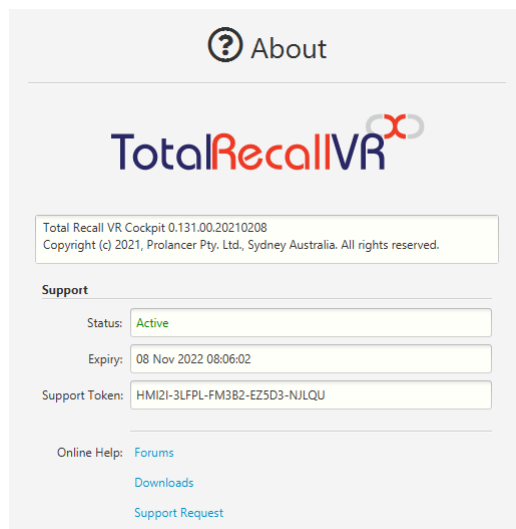 About
TotalRecallVR
Total Recall VR Cockpit 0.131.00.20210208
Copyright (c) 2021, Prolancer Pty. Ltd., Sydney Australia. All rights reserved.
Support
Status: Active
Expiry: 08 Nov 2022 08:06:02
Support Token: HMI2I-3LFPL-FM3B2-EZ5D3-NJLQU
Online Help: Forums
Downloads
Support Request